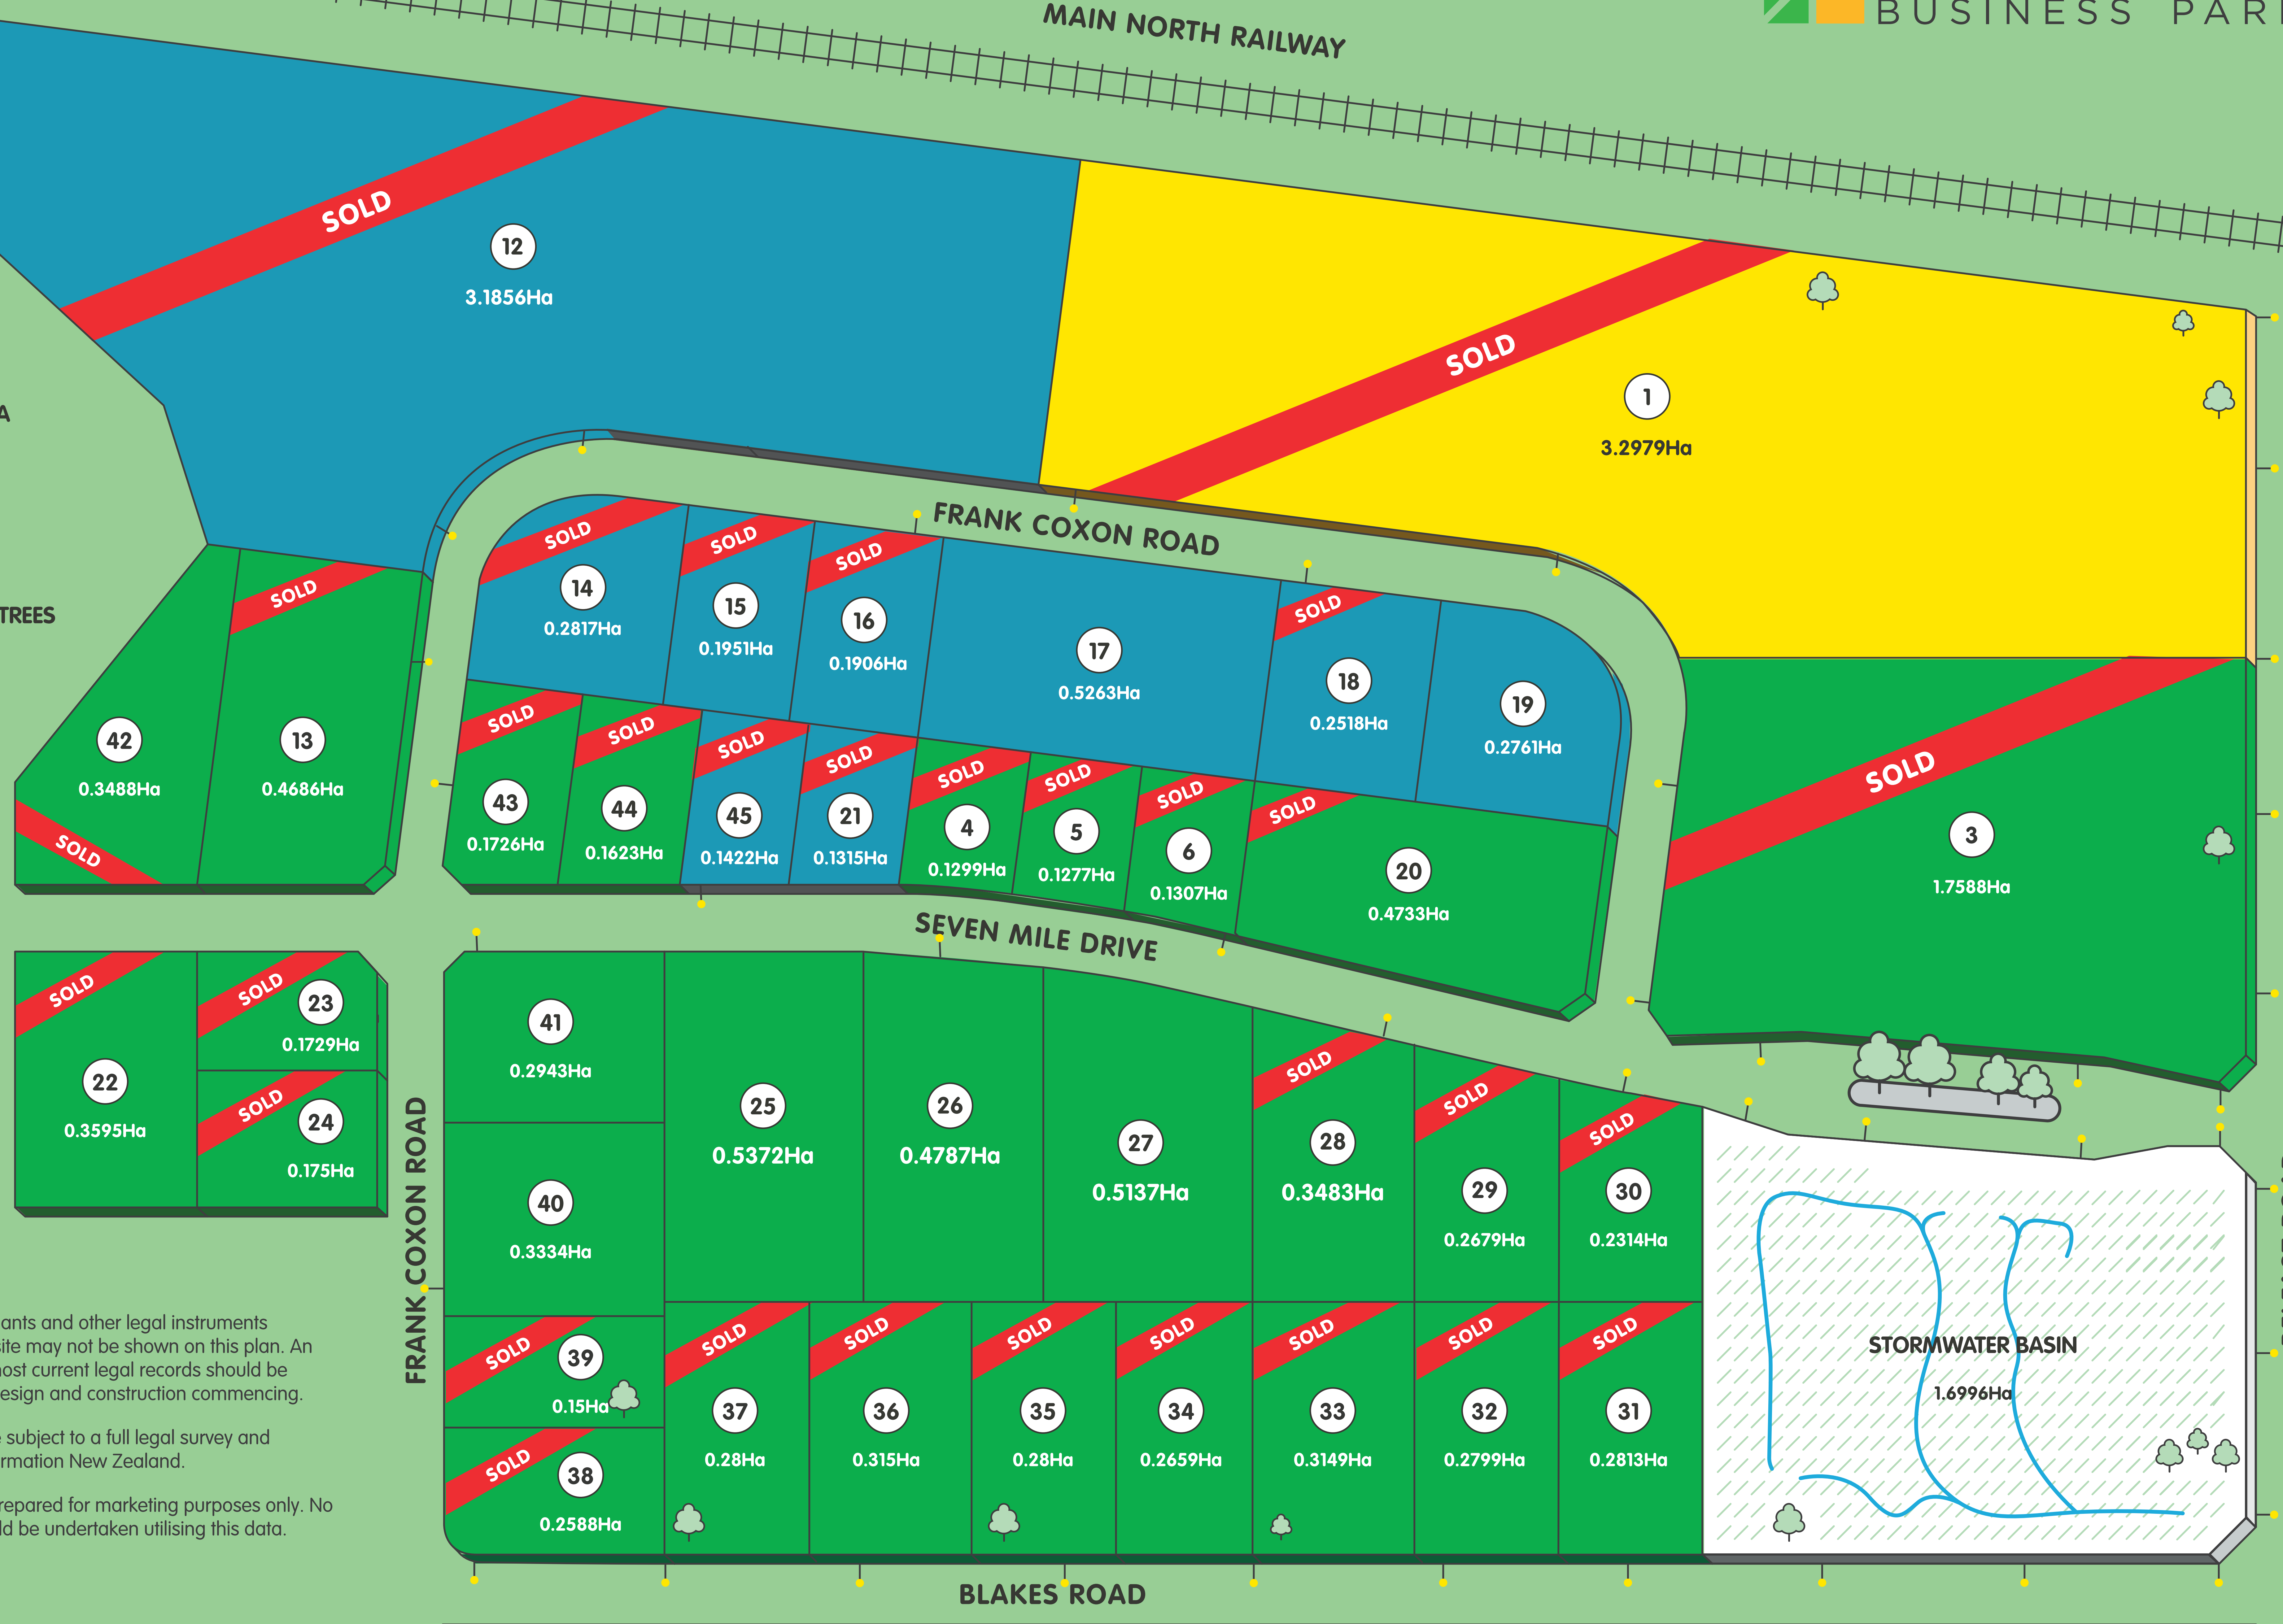 BUSINESS PAR
MAIN NORTH RAILWAY
SOLD
12
3.1856Ha
SOLD
1
3.2979Ha
A
TREES
FRANK COXON ROAD
SOLD
14
0.2817Ha
SOLD
15
0.1951Ha
SOLD
16
0.1906Ha
17
0.5263Ha
SOLD
18
0.2518Ha
19
0.2761Ha
42
0.3488Ha
SOLD
SOLD
13
0.4686Ha
SOLD
43
0.1726Ha
SOLD
44
0.1623Ha
SOLD
45
0.1422Ha
SOLD
21
0.1315Ha
SOLD
4
0.1299Ha
SOLD
5
0.1277Ha
SOLD
6
0.1307Ha
SOLD
20
0.4733Ha
SOLD
3
1.7588Ha
SEVEN MILE DRIVE
SOLD
22
0.3595Ha
SOLD
23
0.1729Ha
SOLD
24
0.175Ha
FRANK COXON ROAD
41
0.2943Ha
40
0.3334Ha
25
0.5372Ha
26
0.4787Ha
27
0.5137Ha
SOLD
28
0.3483Ha
SOLD
29
0.2679Ha
SOLD
30
0.2314Ha
SOLD
39
0.15Ha
SOLD
38
0.2588Ha
SOLD
37
0.28Ha
SOLD
36
0.315Ha
SOLD
35
0.28Ha
SOLD
34
0.2659Ha
SOLD
33
0.3149Ha
SOLD
32
0.2799Ha
SOLD
31
0.2813Ha
STORMWATER BASIN
1.6996Ha
ants and other legal instruments
site may not be shown on this plan. An
most current legal records should be
esign and construction commencing.
subject to a full legal survey and
rmation New Zealand.
repared for marketing purposes only. No
ld be undertaken utilising this data.
BLAKES ROAD